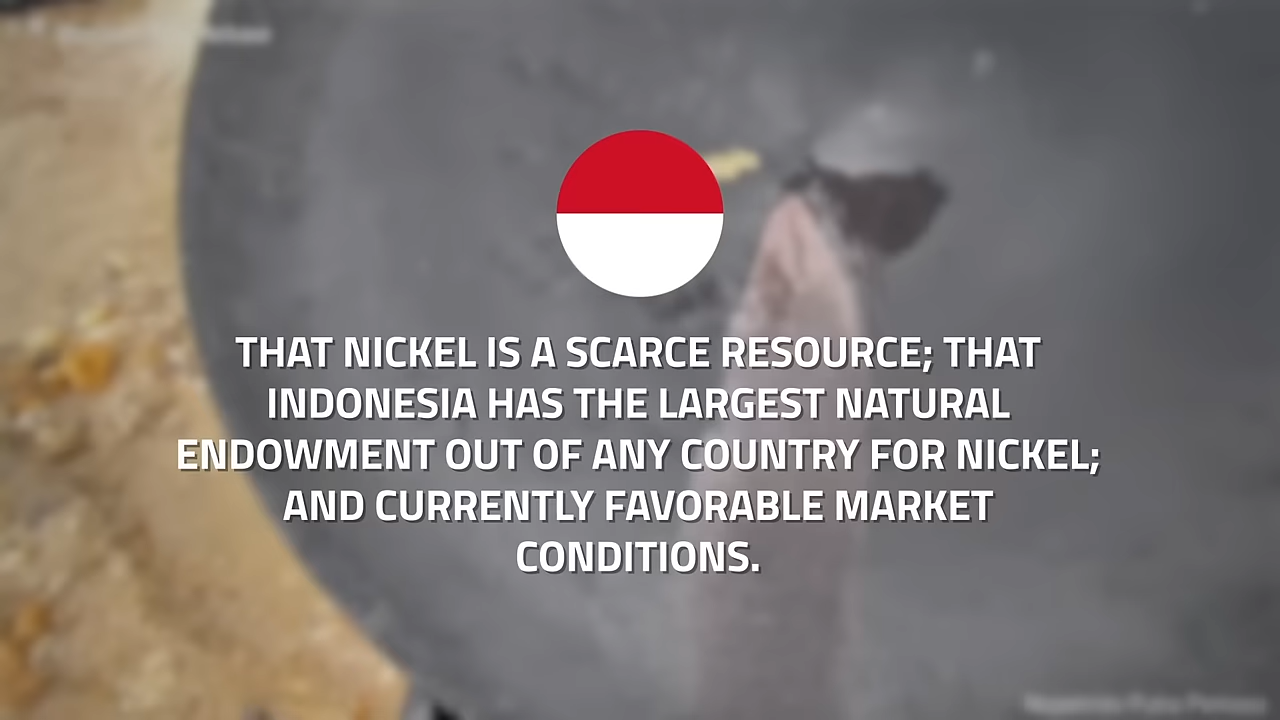 THAT NICKEL IS A SCARCE RESOURCE; THAT
INDONESIA HAS THE LARGEST NATURAL
ENDOWMENT OUT OF ANY COUNTRY FOR NICKEL;
AND CURRENTLY FAVORABLE MARKET
CONDITIONS.